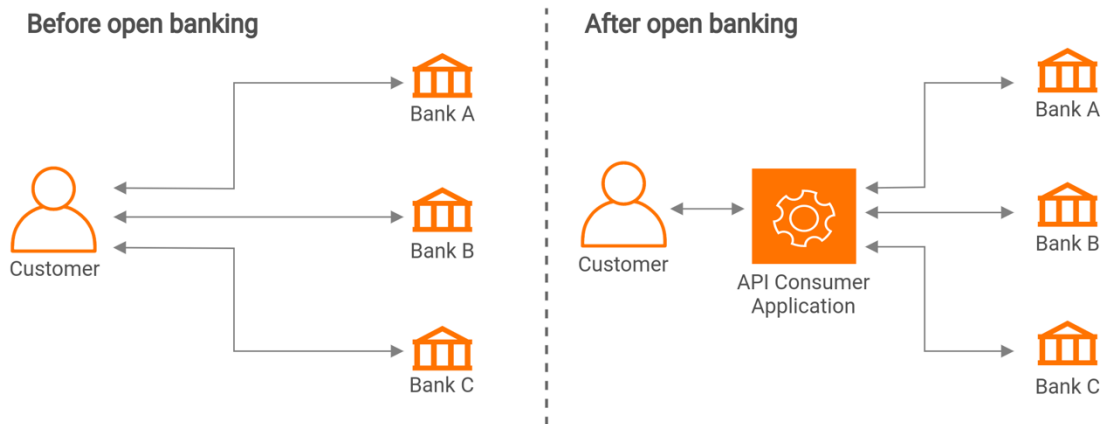 Before open banking
After open banking
Bank A
Bank B
Bank C
Customer
Customer
API Consumer
Application
Bank A
Bank B
Bank C